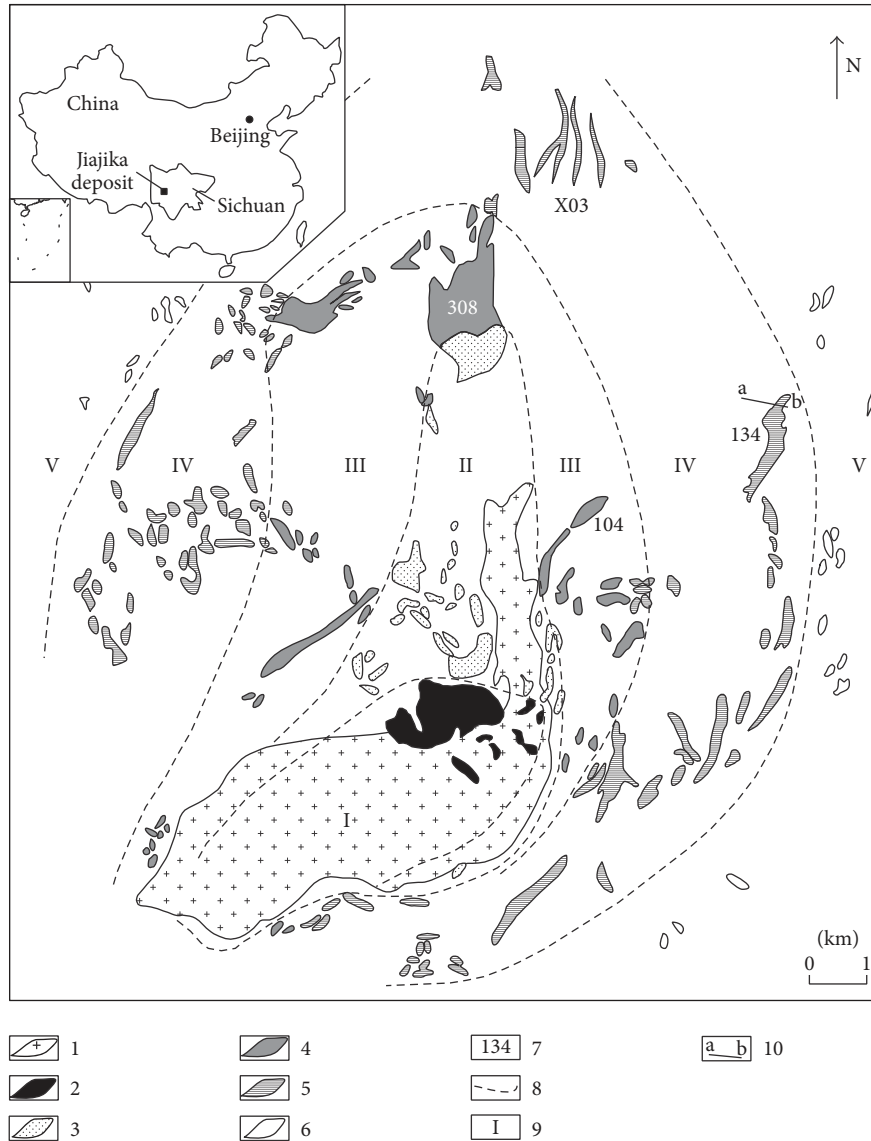 China
Beijing
Jiajika
deposit
Sichuan
N
X03
308
a
b
134
V
IV
III
II
III
IV
V
104
I
(km)
0 1
1
4
134 7
a b 10
2
5
8
3
6
I 9